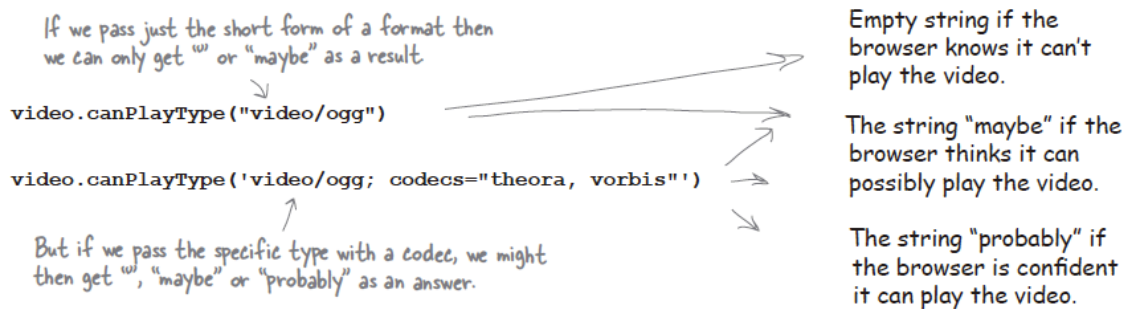 If we pass just the short form of a format then
we can only get "" or "maybe" as a result.
video.canPlayType("video/ogg")
video.canPlayType('video/ogg; codecs="theora, vorbis"')
But if we pass the specific type with a codec, we might
then get "", "maybe" or "probably" as an answer.
Empty string if the
browser knows it can't
play the video.
The string "maybe" if the
browser thinks it can
possibly play the video.
The string "probably" if
the browser is confident
it can play the video.